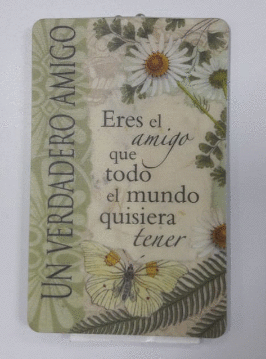 UN VERDADERO AMIGO
Eres el
amigo
que
todo
el mundo
quisiera
tener